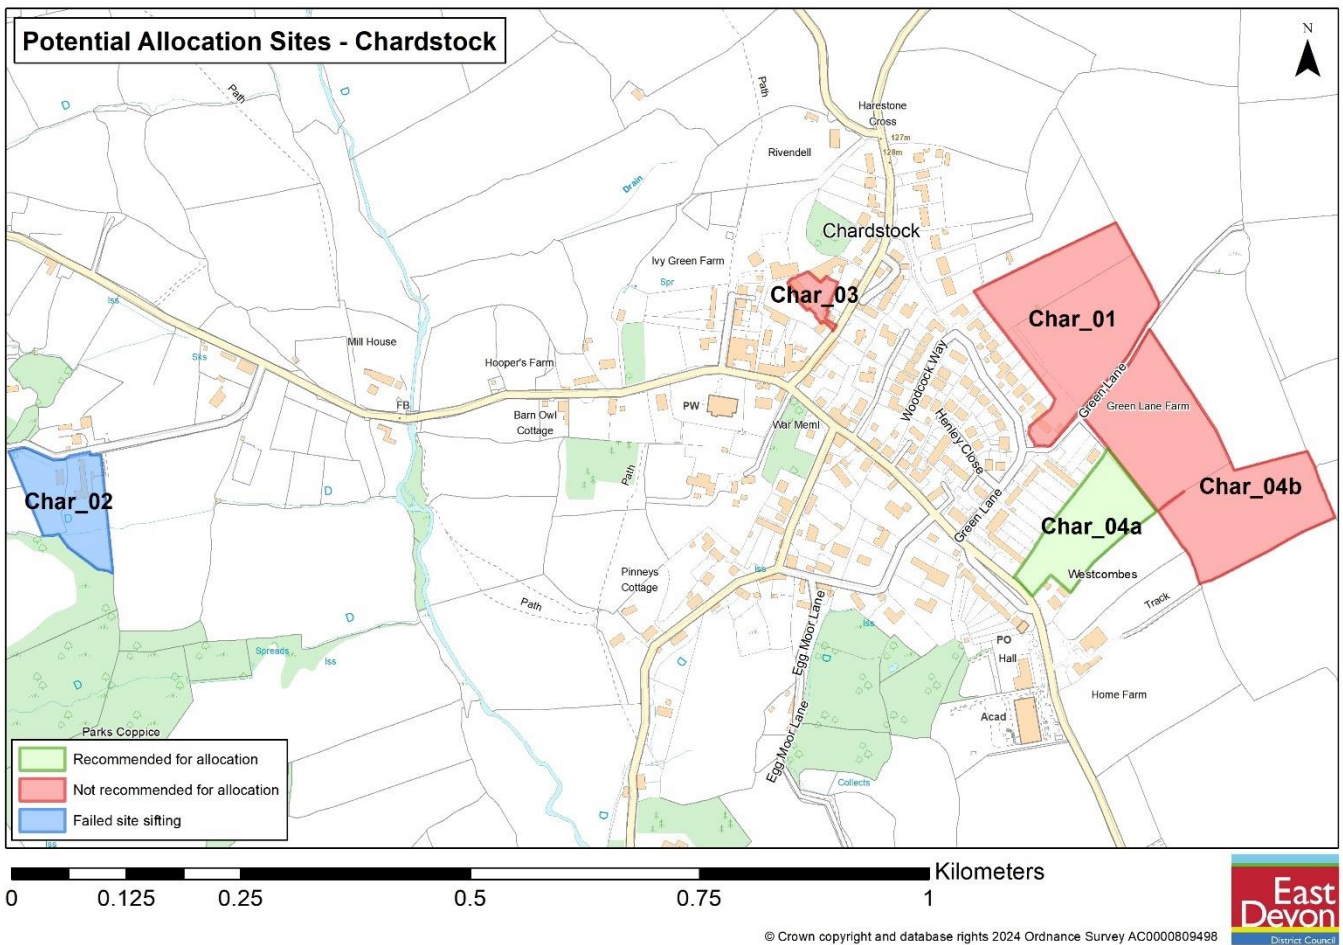 Potential Allocation Sites - Chardstock
N
Path
D
D
Path
Harestone
Cross
127m
128m
Rivendell
Drain
Chardstock
Ivy Green Farm
Spr
Iss
Char_03
Char_01
Mill House
Sks
Hooper's Farm
Woodcock Way
Green Lane
Green Lane Farm
FB
Barn Owl
Cottage
PW
War Meml
Henley Close
Path
Char_02
D
D
Green Lane
Char_04b
Char_04a
Pinneys
Cottage
Iss
Westcombes
Path
Track
D
Egg Moor Lane
Iss
PO
Hall
Spreads
Iss
D
D
D
Home Farm
Acad
Parks Coppice
Egg Moor Lane
Collects
D
Iss
Recommended for allocation
Not recommended for allocation
Failed site sifting
Kilometers
0 0.125 0.25 0.5 0.75 1
East
Devon
District Council
© Crown copyright and database rights 2024 Ordnance Survey AC0000809498